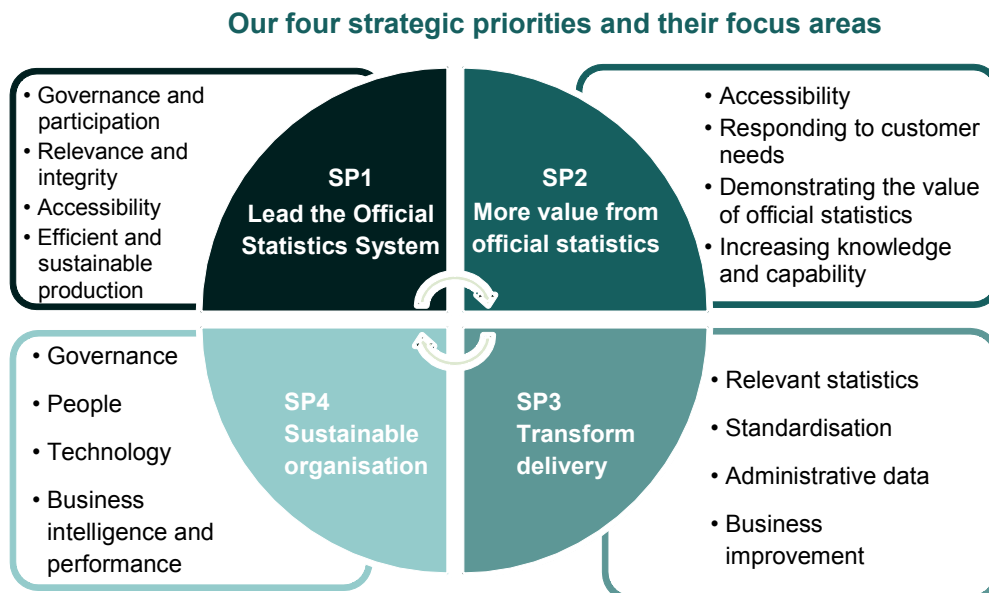 Our four strategic priorities and their focus areas
• Governance and
participation
• Relevance and
integrity
• Accessibility
• Efficient and
sustainable
production
SP1
Lead the Official
Statistics System
SP2
More value from
official statistics
• Accessibility
• Responding to customer
needs
• Demonstrating the value
of official statistics
• Increasing knowledge
and capability
• Governance
• People
• Technology
• Business
intelligence and
performance
SP4
Sustainable
organisation
SP3
Transform
delivery
• Relevant statistics
• Standardisation
• Administrative data
• Business
improvement